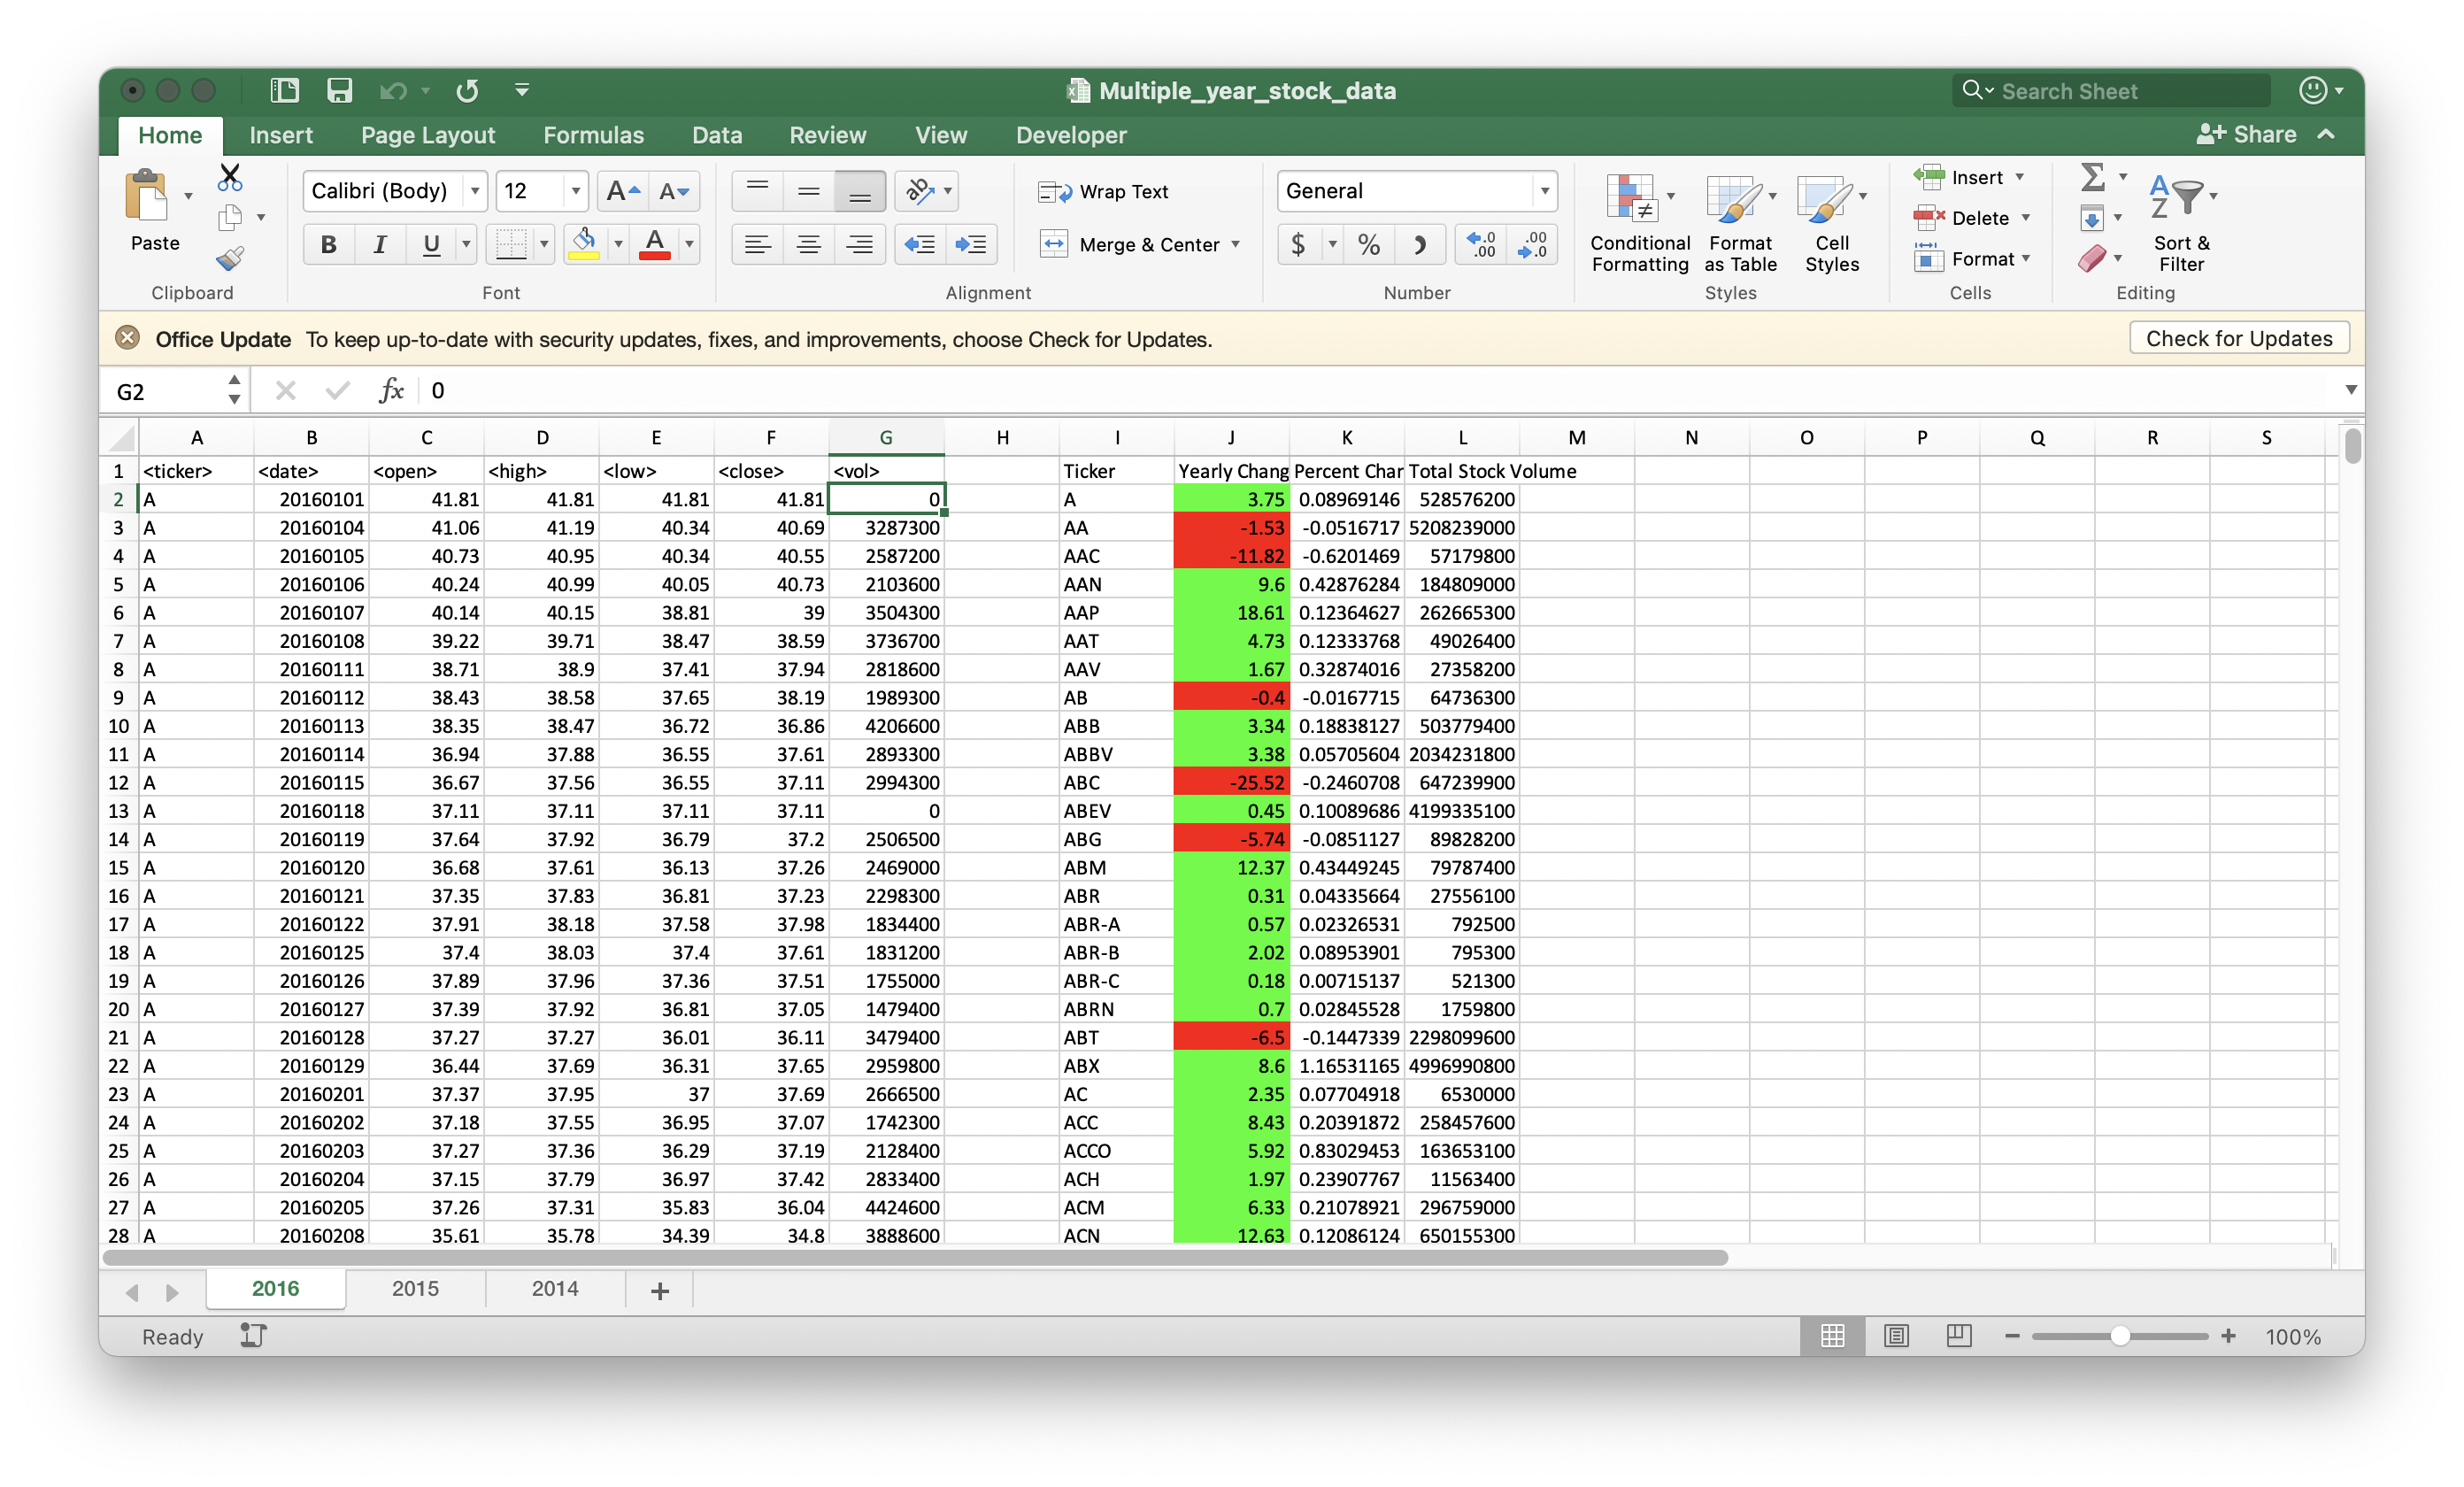 Multiple_year_stock_data
Search Sheet
Home Insert Page Layout Formulas Data Review View Developer
Share
Paste
Calibri (Body) 12 A A
B I U A
ab
Wrap Text
Merge & Center
General
$ % , .0 .00 .00 .0
Conditional Formatting
Format as Table
Cell Styles
Insert
Delete
Format
Σ
A Z
Sort & Filter
Clipboard Font Alignment Number Styles Cells Editing
Office Update To keep up-to-date with security updates, fixes, and improvements, choose Check for Updates.
Check for Updates
G2 fx 0
A B C D E F G H I J K L M N O P Q R S
1 <ticker> <date> <open> <high> <low> <close> <vol> Ticker Yearly Chang Percent Char Total Stock Volume
2 A 20160101 41.81 41.81 41.81 41.81 0 A 3.75 0.08969146 528576200
3 A 20160104 41.06 41.19 40.34 40.69 3287300 AA -1.53 -0.0516717 5208239000
4 A 20160105 40.73 40.95 40.34 40.55 2587200 AAC -11.82 -0.6201469 57179800
5 A 20160106 40.24 40.99 40.05 40.73 2103600 AAN 9.6 0.42876284 184809000
6 A 20160107 40.14 40.15 38.81 39 3504300 AAP 18.61 0.12364627 262665300
7 A 20160108 39.22 39.71 38.47 38.59 3736700 AAT 4.73 0.12333768 49026400
8 A 20160111 38.71 38.9 37.41 37.94 2818600 AAV 1.67 0.32874016 27358200
9 A 20160112 38.43 38.58 37.65 38.19 1989300 AB -0.4 -0.0167715 64736300
10 A 20160113 38.35 38.47 36.72 36.86 4206600 ABB 3.34 0.18838127 503779400
11 A 20160114 36.94 37.88 36.55 37.61 2893300 ABBV 3.38 0.05705604 2034231800
12 A 20160115 36.67 37.56 36.55 37.11 2994300 ABC -25.52 -0.2460708 647239900
13 A 20160118 37.11 37.11 37.11 37.11 0 ABEV 0.45 0.10089686 4199335100
14 A 20160119 37.64 37.92 36.79 37.2 2506500 ABG -5.74 -0.0851127 89828200
15 A 20160120 36.68 37.61 36.13 37.26 2469000 ABM 12.37 0.43449245 79787400
16 A 20160121 37.35 37.83 36.81 37.23 2298300 ABR 0.31 0.04335664 27556100
17 A 20160122 37.91 38.18 37.58 37.98 1834400 ABR-A 0.57 0.02326531 792500
18 A 20160125 37.4 38.03 37.4 37.61 1831200 ABR-B 2.02 0.08953901 795300
19 A 20160126 37.89 37.96 37.36 37.51 1755000 ABR-C 0.18 0.00715137 521300
20 A 20160127 37.39 37.92 36.81 37.05 1479400 ABRN 0.7 0.02845528 1759800
21 A 20160128 37.27 37.27 36.01 36.11 3479400 ABT -6.5 -0.1447339 2298099600
22 A 20160129 36.44 37.69 36.31 37.65 2959800 ABX 8.6 1.16531165 4996990800
23 A 20160201 37.37 37.95 37 37.69 2666500 AC 2.35 0.07704918 6530000
24 A 20160202 37.18 37.55 36.95 37.07 1742300 ACC 8.43 0.20391872 258457600
25 A 20160203 37.27 37.36 36.29 37.19 2128400 ACCO 5.92 0.83029453 163653100
26 A 20160204 37.15 37.79 36.97 37.42 2833400 ACH 1.97 0.23907767 11563400
27 A 20160205 37.26 37.31 35.83 36.04 4424600 ACM 6.33 0.21078921 296759000
28 A 20160208 35.61 35.78 34.39 34.8 3888600 ACN 12.63 0.12086124 650155300
2016 2015 2014 +
Ready 100%